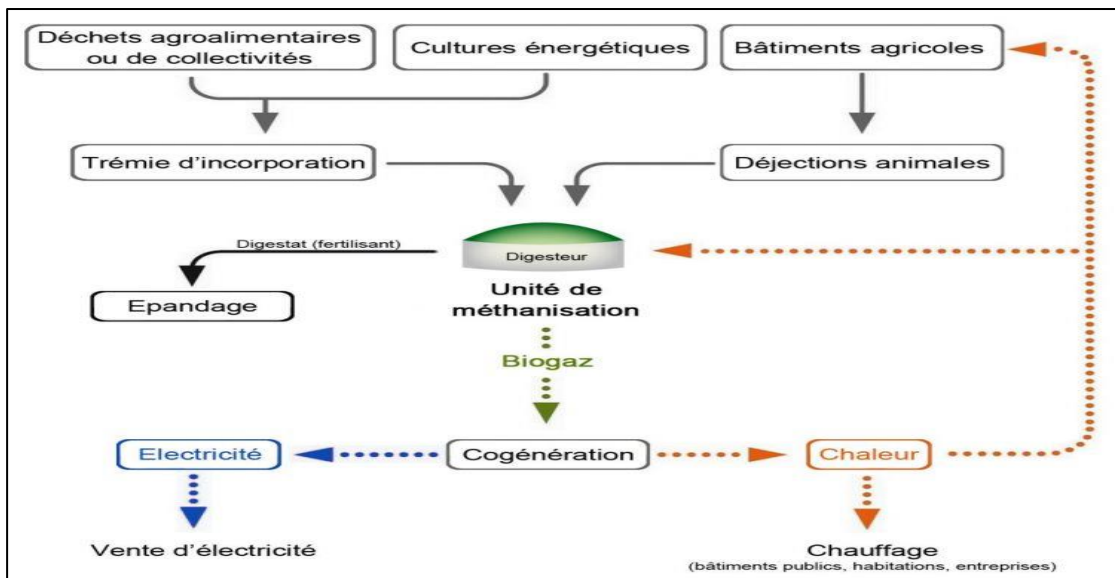 Déchets agroalimentaires
ou de collectivités
Cultures énergétiques
Bâtiments agricoles
Trémie d'incorporation
Déjections animales
Digestat (fertilisant)
Digesteur
Epandage
Unité de
méthanisation
Biogaz
Electricité
Cogénération
Chaleur
Vente d'électricité
Chauffage
(bâtiments publics, habitations, entreprises)